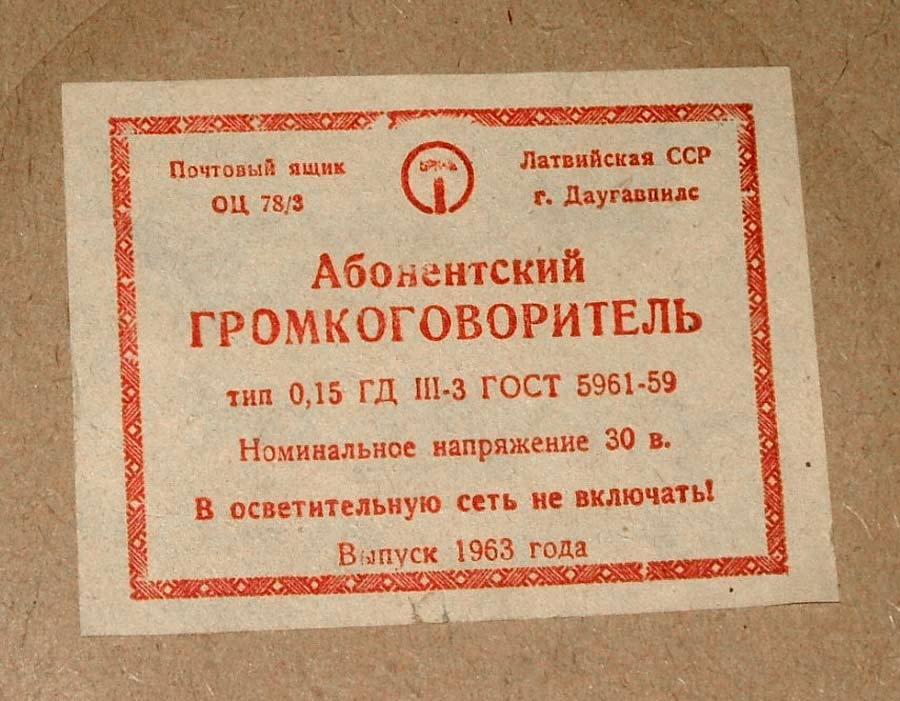 Почтовый ящик
ОЦ 78/3
Латвийская ССР
г. Даугавпилс
Абонентский
ГРОМКОГОВОРИТЕЛЬ
тип 0,15 ГД III-3 ГОСТ 5961-59
Номинальное напряжение 30 в.
В осветительную сеть не включать!
Выпуск 1963 года